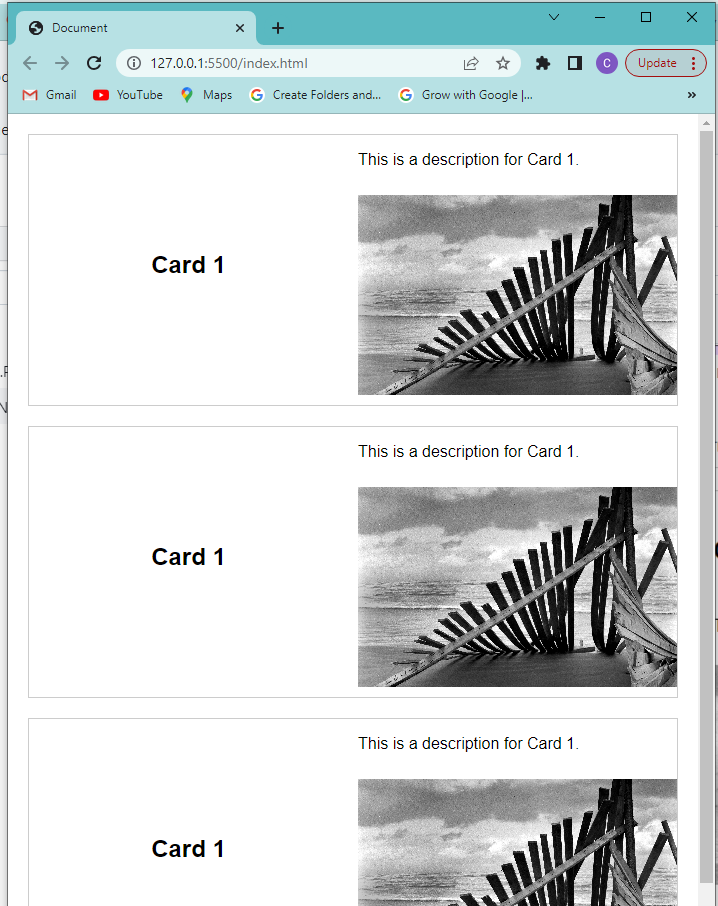 Document
127.0.0.1:5500/index.html
C
Update
Gmail
YouTube
Maps
Create Folders and...
Grow with Google |...
»
This is a description for Card 1.
Card 1
This is a description for Card 1.
Card 1
This is a description for Card 1.
Card 1